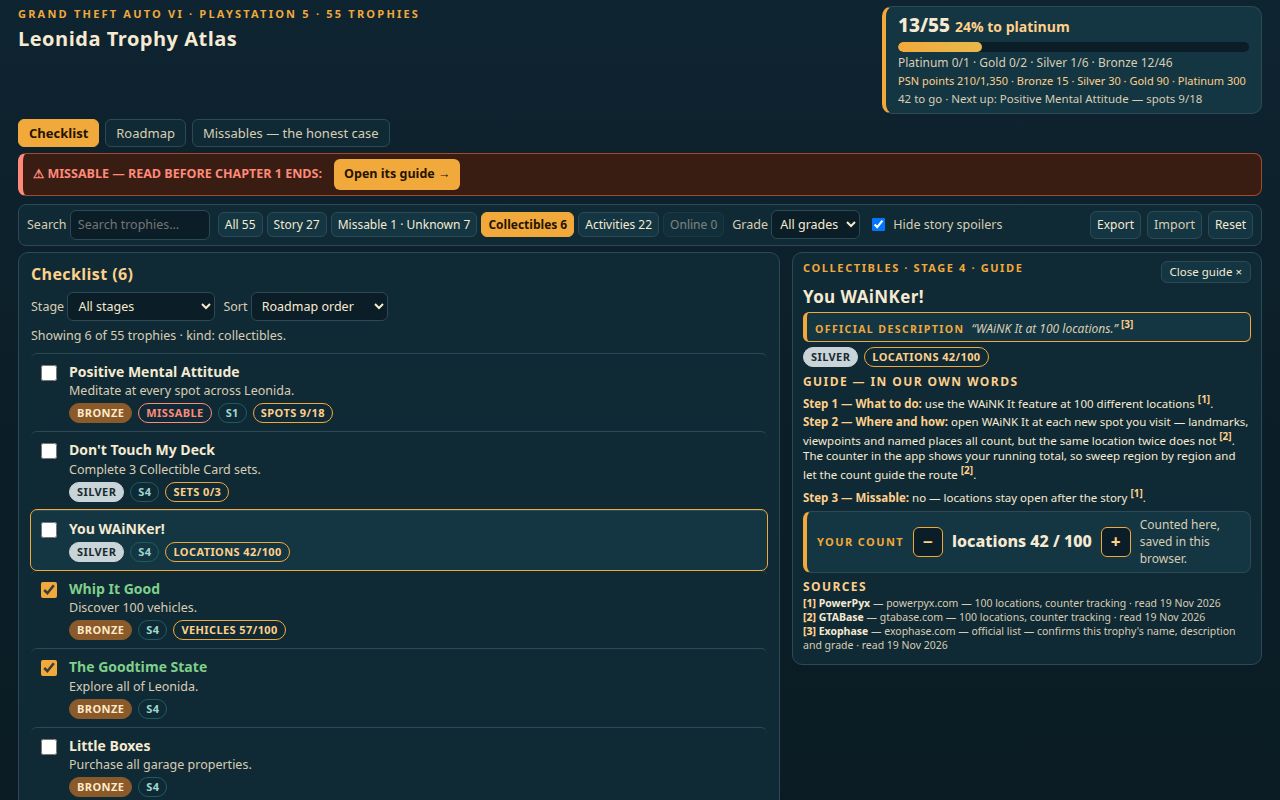 GRAND THEFT AUTO VI · PLAYSTATION 5 · 55 TROPHIES
Leonida Trophy Atlas
13/55 24% to platinum
Platinum 0/1 · Gold 0/2 · Silver 1/6 · Bronze 12/46
PSN points 210/1,350 · Bronze 15 · Silver 30 · Gold 90 · Platinum 300
42 to go · Next up: Positive Mental Attitude — spots 9/18
Checklist Roadmap Missables — the honest case
⚠ MISSABLE — READ BEFORE CHAPTER 1 ENDS: Open its guide →
Search Search trophies... All 55 Story 27 Missable 1 · Unknown 7 Collectibles 6 Activities 22 Online 0 Grade All grades Hide story spoilers Export Import Reset
Checklist (6)
Stage All stages Sort Roadmap order
Showing 6 of 55 trophies · kind: collectibles.
Positive Mental Attitude
Meditate at every spot across Leonida.
BRONZE MISSABLE S1 SPOTS 9/18
Don't Touch My Deck
Complete 3 Collectible Card sets.
SILVER S4 SETS 0/3
You WAiNKer!
SILVER S4 LOCATIONS 42/100
Whip It Good
Discover 100 vehicles.
BRONZE S4 VEHICLES 57/100
The Goodtime State
Explore all of Leonida.
BRONZE S4
Little Boxes
Purchase all garage properties.
BRONZE S4
COLLECTIBLES · STAGE 4 · GUIDE
Close guide ×
You WAiNKer!
OFFICIAL DESCRIPTION “WAiNK It at 100 locations.” [3]
SILVER LOCATIONS 42/100
GUIDE — IN OUR OWN WORDS
Step 1 — What to do: use the WAiNK It feature at 100 different locations [1].
Step 2 — Where and how: open WAiNK It at each new spot you visit — landmarks,
viewpoints and named places all count, but the same location twice does not [2].
The counter in the app shows your running total, so sweep region by region and
let the count guide the route [2].
Step 3 — Missable: no — locations stay open after the story [1].
YOUR COUNT − locations 42 / 100 + Counted here,
saved in this
browser.
SOURCES
[1] PowerPyx — powerpyx.com — 100 locations, counter tracking · read 19 Nov 2026
[2] GTABase — gtabase.com — 100 locations, counter tracking · read 19 Nov 2026
[3] Exophase — exophase.com — official list — confirms this trophy's name, description
and grade · read 19 Nov 2026